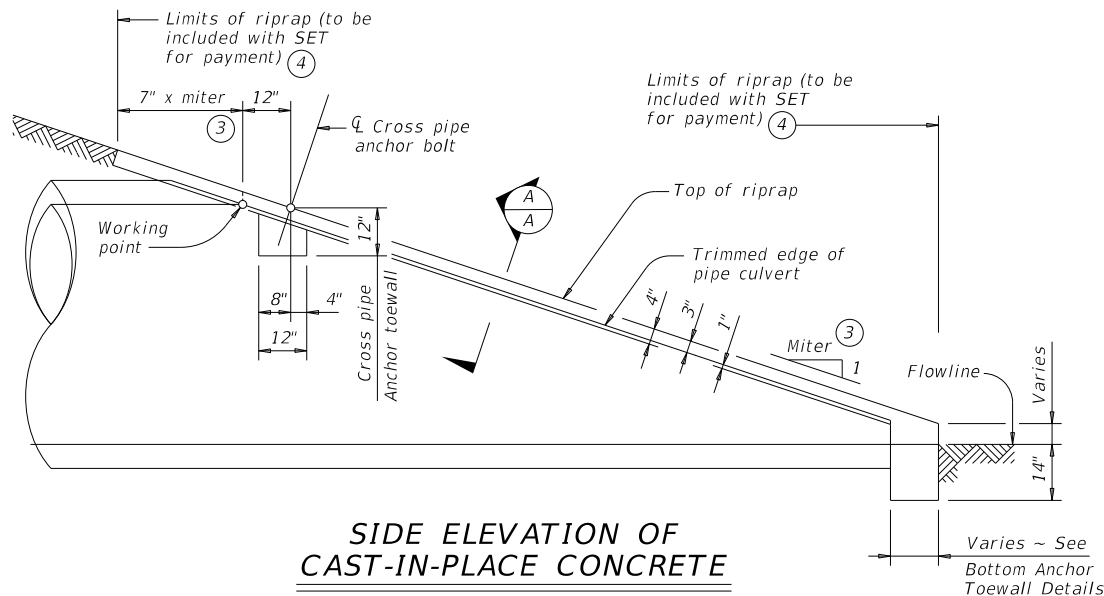 Limits of riprap (to be
included with SET
for payment) 4
7" x miter
12"
3
℄ Cross pipe
anchor bolt
Limits of riprap (to be
included with SET
for payment) 4
A
A
Top of riprap
Working
point
12"
Trimmed edge of
pipe culvert
8"
4"
12"
Cross pipe
Anchor toewall
4"
3"
1"
Miter 3
1
Flowline
Varies
14"
SIDE ELEVATION OF
CAST-IN-PLACE CONCRETE
Varies ~ See
Bottom Anchor
Toewall Details